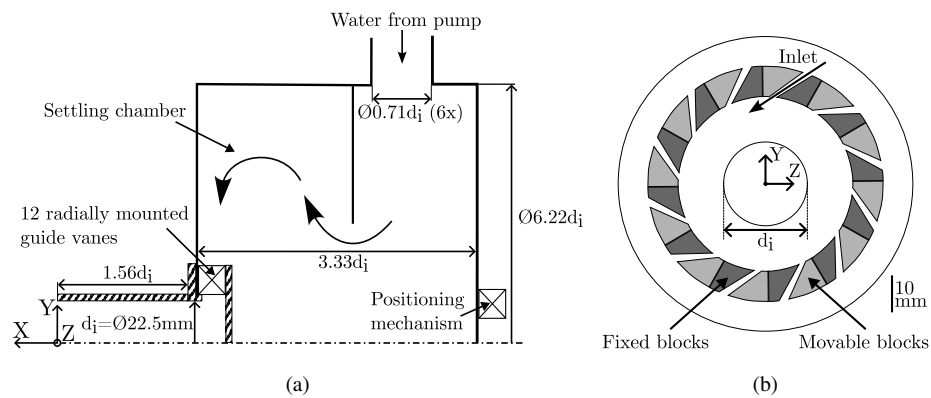 Water from pump
Settling chamber
Ø0.71di (6x)
12 radially mounted
guide vanes
Ø6.22di
3.33di
1.56di
Positioning
mechanism
Y
di=Ø22.5mm
X
Z
(a)
Inlet
Y
Z
di
10
mm
Fixed blocks
Movable blocks
(b)